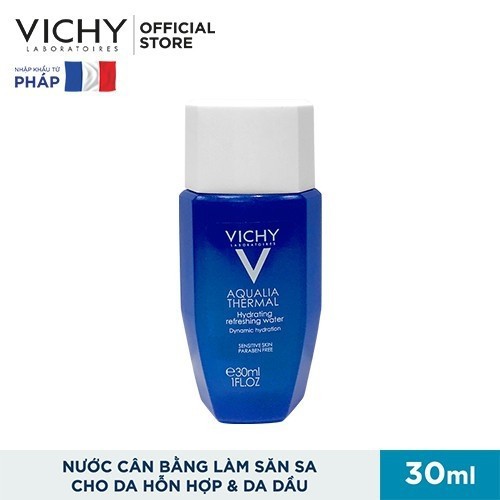 VICHY
LABORATOIRES
OFFICIAL
STORE
NHẬP KHẨU TỪ
PHÁP
VICHY
LABORATOIRES
V
AQUALIA
THERMAL
Hydrating
refreshing water
Dynamic hydration
SENSITIVE SKIN
PARABEN FREE
e30ml
1FL.OZ
NƯỚC CÂN BẰNG LÀM SĂN SA
CHO DA HỖN HỢP & DA DẦU
30ml